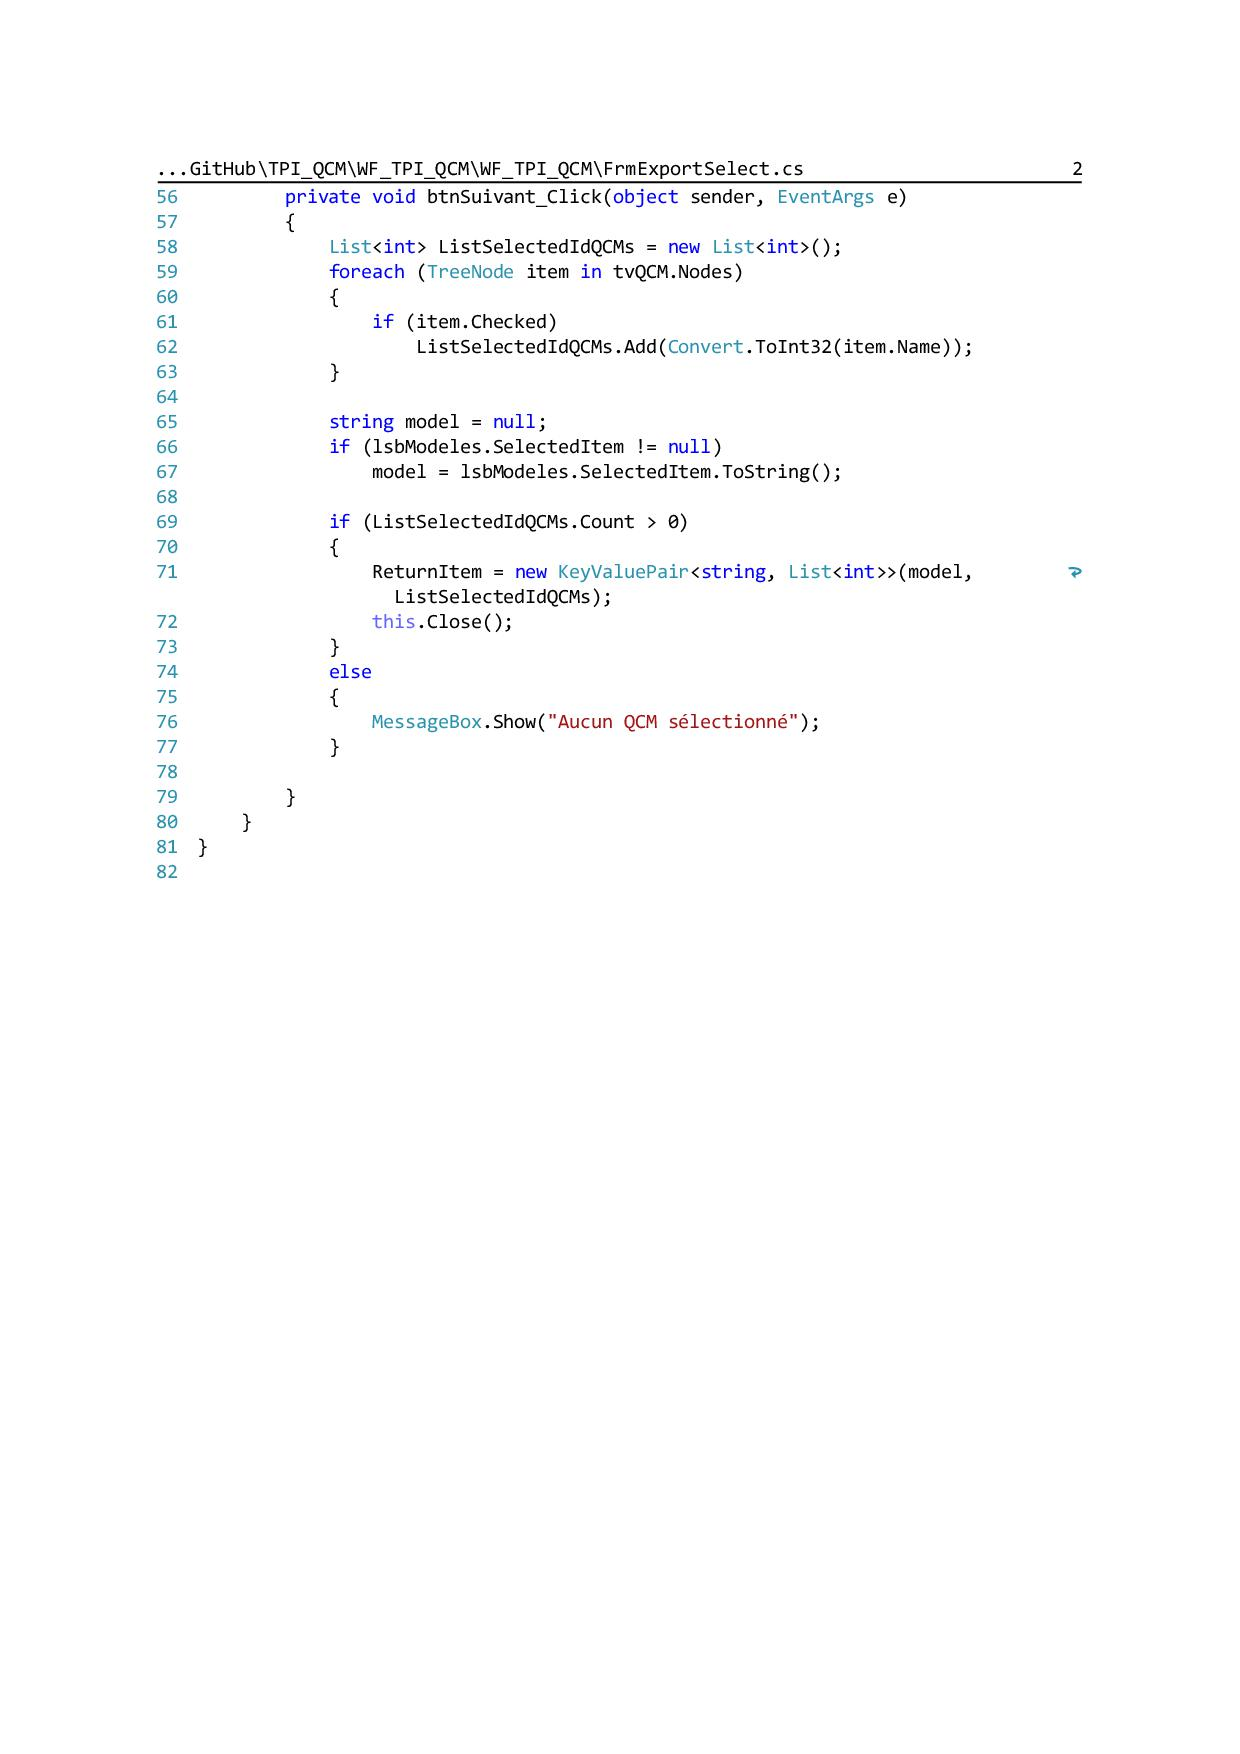 ...GitHub\TPI_QCM\WF_TPI_QCM\WF_TPI_QCM\FrmExportSelect.cs 2
56         private void btnSuivant_Click(object sender, EventArgs e)
57         {
58             List<int> ListSelectedIdQCMs = new List<int>();
59             foreach (TreeNode item in tvQCM.Nodes)
60             {
61                 if (item.Checked)
62                     ListSelectedIdQCMs.Add(Convert.ToInt32(item.Name));
63             }
64
65             string model = null;
66             if (lsbModeles.SelectedItem != null)
67                 model = lsbModeles.SelectedItem.ToString();
68
69             if (ListSelectedIdQCMs.Count > 0)
70             {
71                 ReturnItem = new KeyValuePair<string, List<int>>(model,
                  ListSelectedIdQCMs);
72                 this.Close();
73             }
74             else
75             {
76                 MessageBox.Show("Aucun QCM sélectionné");
77             }
78
79         }
80     }
81 }
82